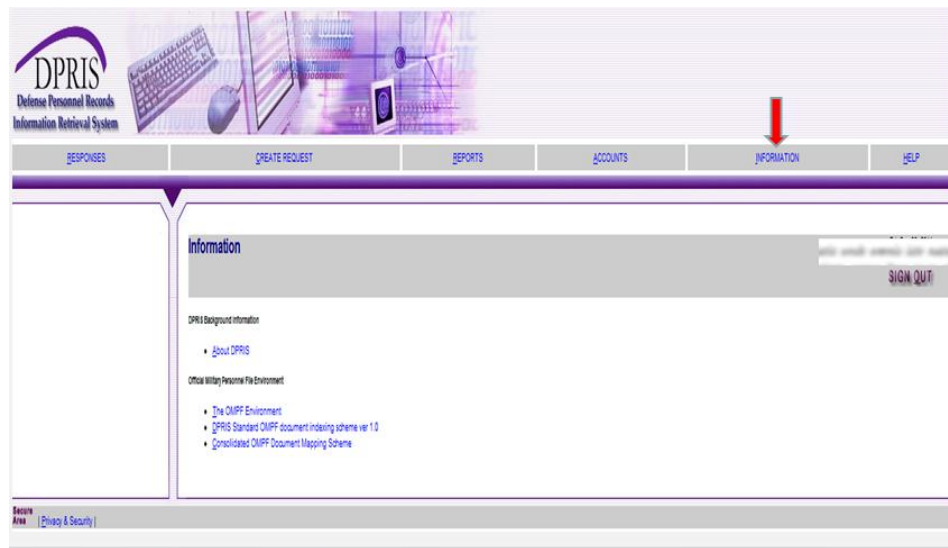 DPRIS
Defense Personnel Records
Information Retrieval System
RESPONSES CREATE REQUEST REPORTS ACCOUNTS INFORMATION HELP
Information
SIGN OUT
DPRIS Background Information
About DPRIS
Official Military Personnel File Environment
The OMPF Environment
DPRIS Standard OMPF document indexing scheme ver 1.0
Consolidated OMPF Document Mapping Scheme
Secure
Area | Privacy & Security |